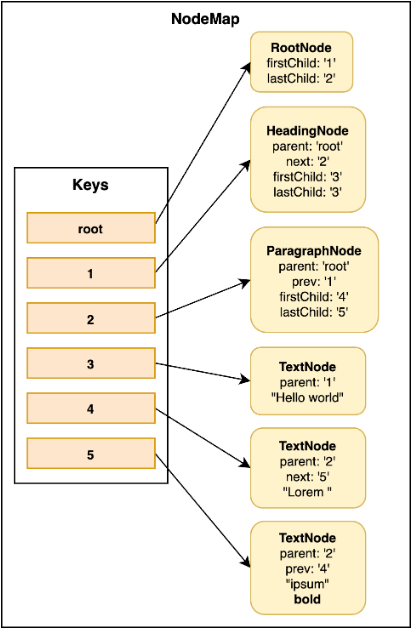 NodeMap
RootNode
firstChild: '1'
lastChild: '2'
HeadingNode
parent: 'root'
next: '2'
firstChild: '3'
lastChild: '3'
Keys
root
1
2
3
4
5
ParagraphNode
parent: 'root'
prev: '1'
firstChild: '4'
lastChild: '5'
TextNode
parent: '1'
"Hello world"
TextNode
parent: '2'
next: '5'
"Lorem "
TextNode
parent: '2'
prev: '4'
"ipsum"
bold